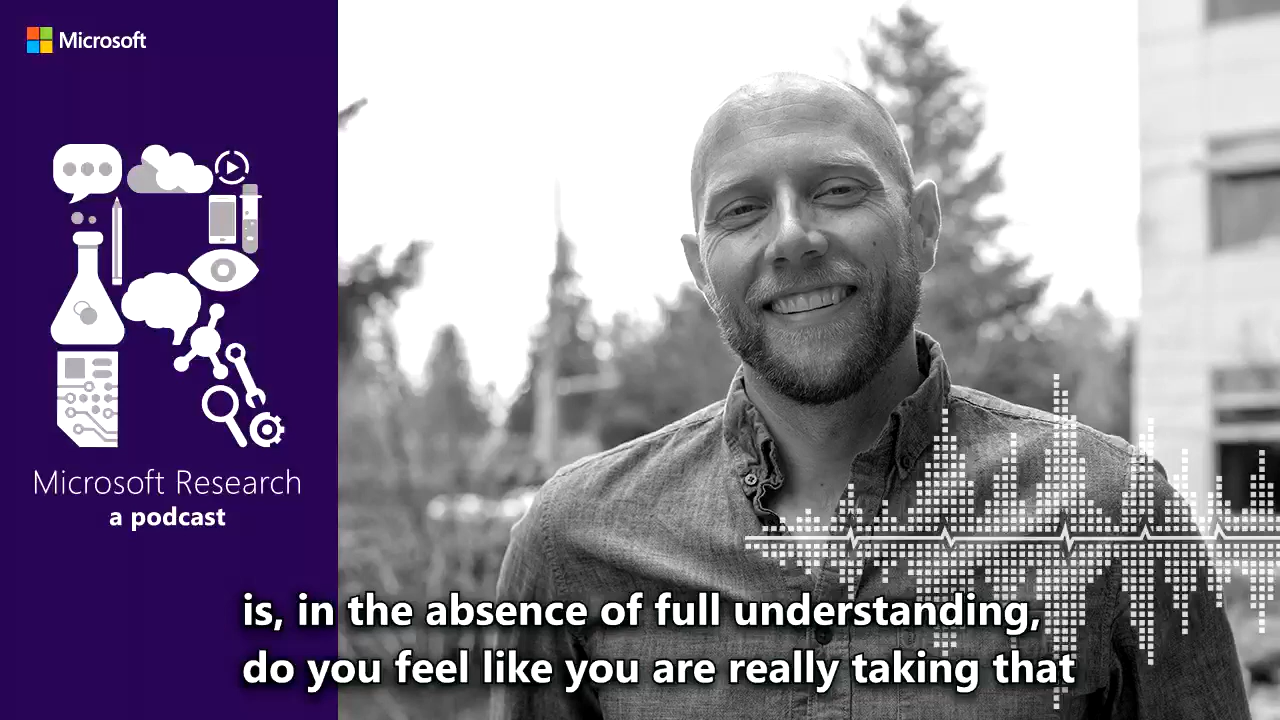 Microsoft
Microsoft Research
a podcast
is, in the absence of full understanding,
do you feel like you are really taking that